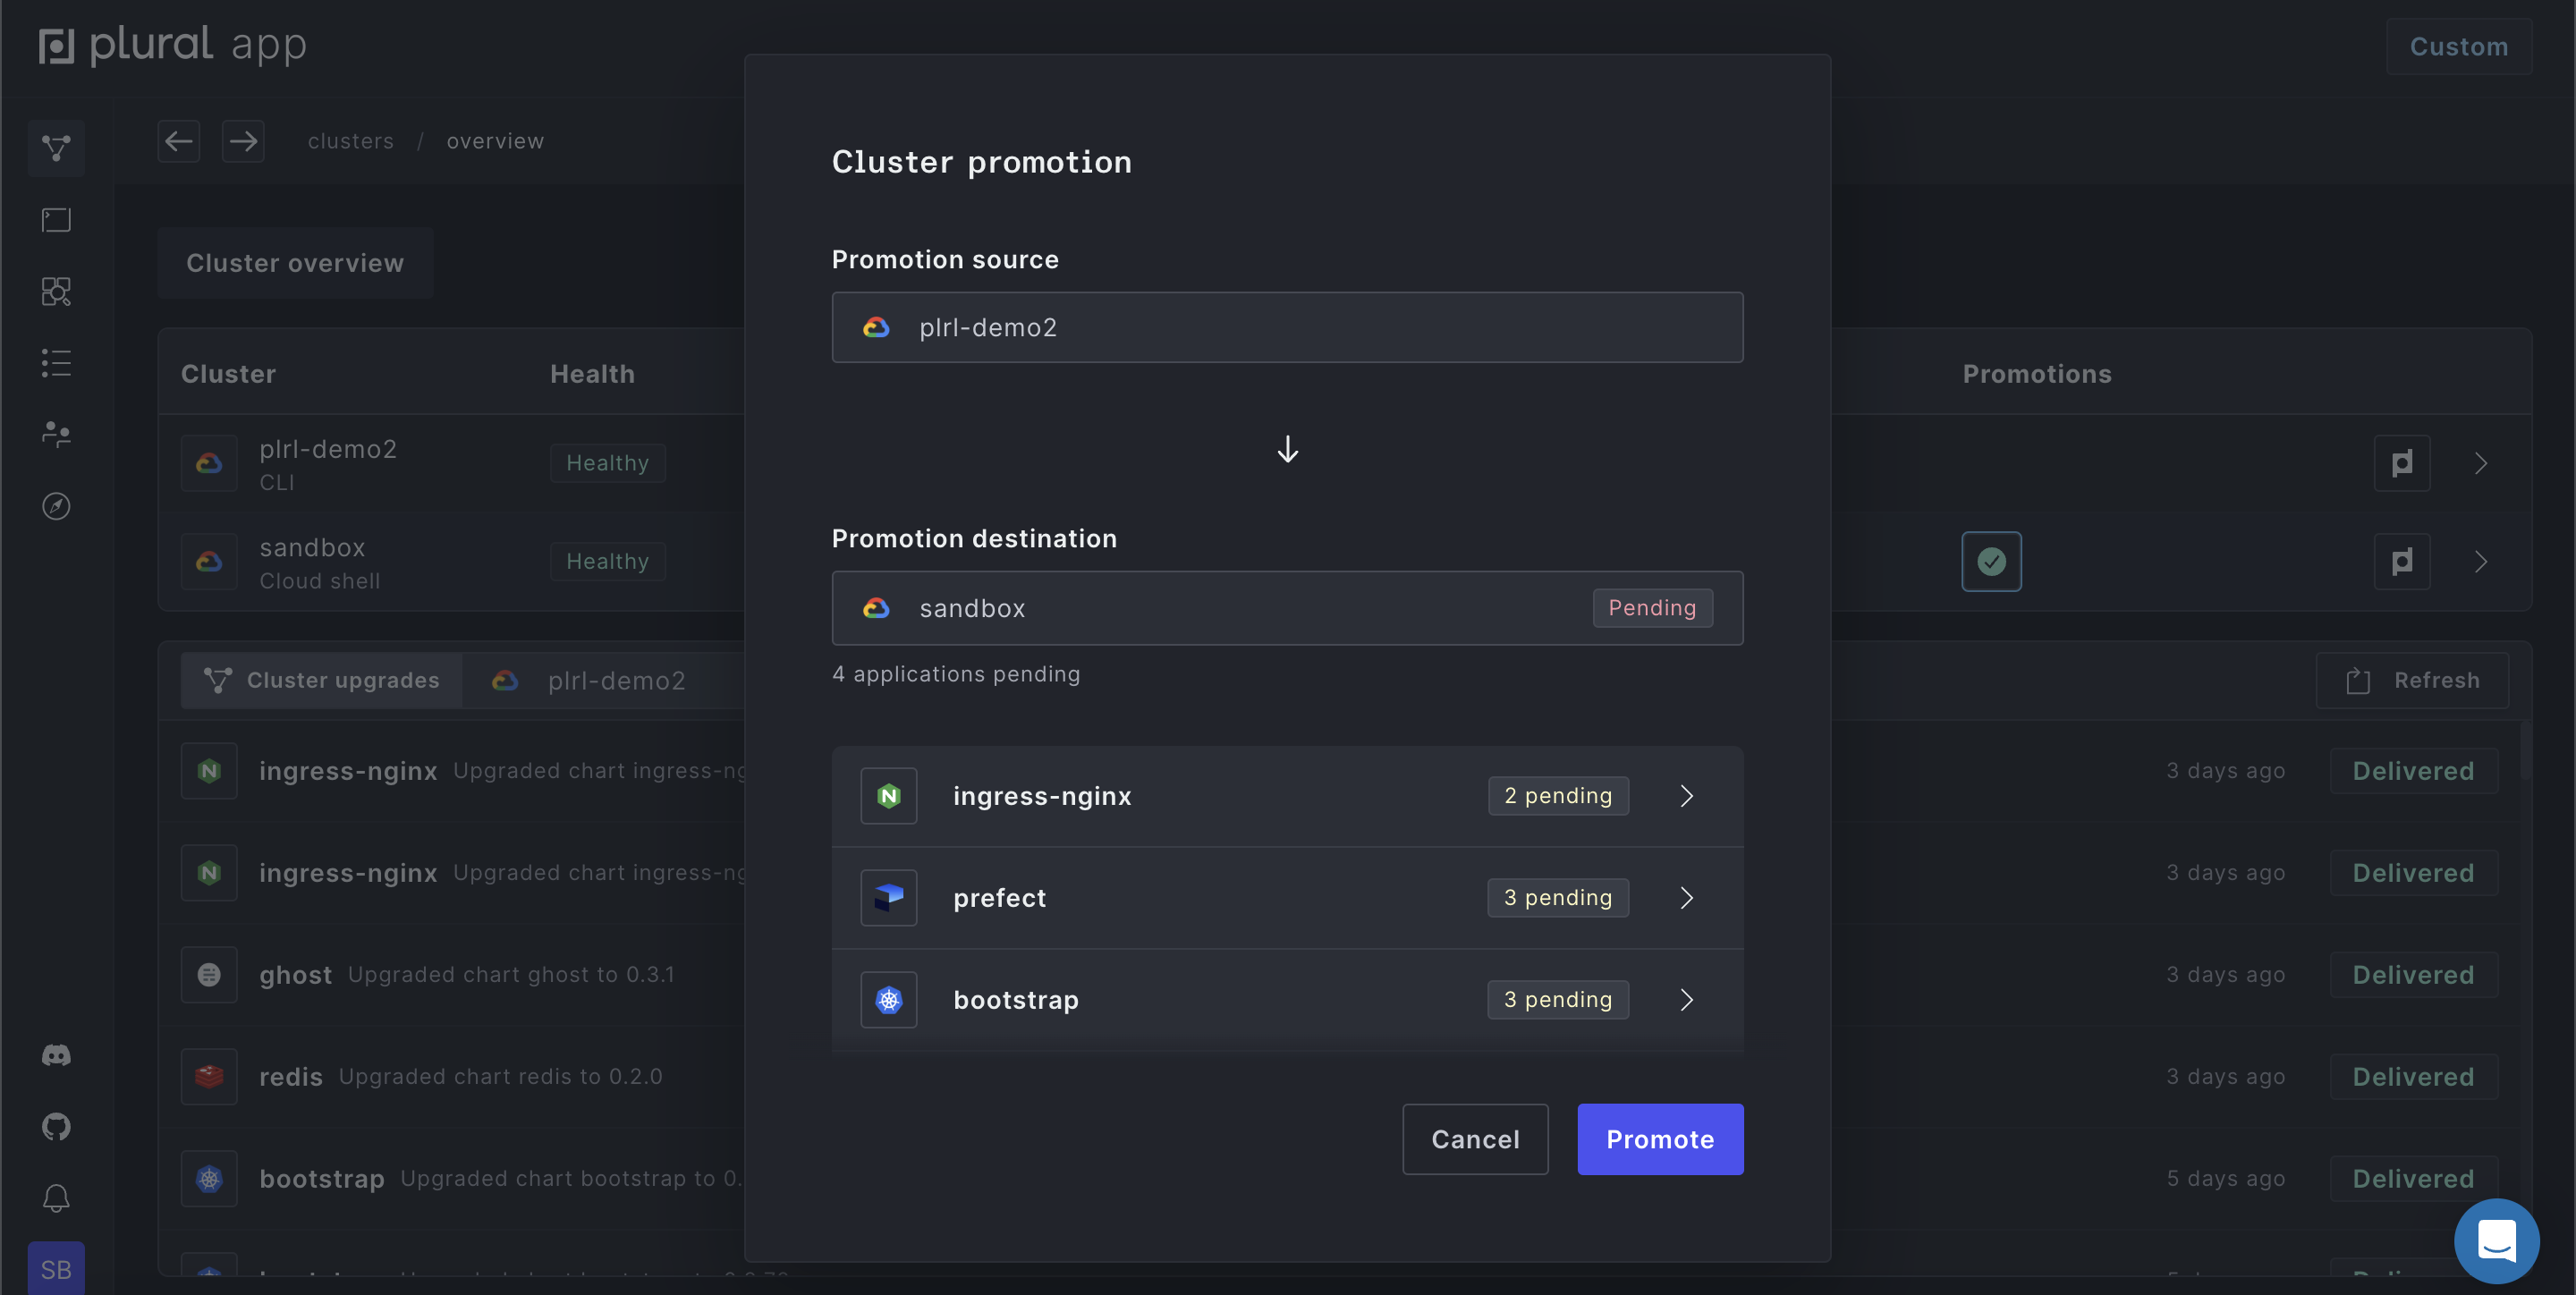 plural app
Custom
clusters / overview
Cluster overview
Cluster Health Promotions
plrl-demo2
CLI
Healthy
sandbox
Cloud shell
Healthy
Cluster upgrades plrl-demo2 Refresh
ingress-nginx Upgraded chart ingress-ng 3 days ago Delivered
ingress-nginx Upgraded chart ingress-ng 3 days ago Delivered
ghost Upgraded chart ghost to 0.3.1 3 days ago Delivered
redis Upgraded chart redis to 0.2.0 3 days ago Delivered
bootstrap Upgraded chart bootstrap to 0. 5 days ago Delivered
SB
Cluster promotion
Promotion source
plrl-demo2
Promotion destination
sandbox Pending
4 applications pending
ingress-nginx 2 pending
prefect 3 pending
bootstrap 3 pending
Cancel Promote